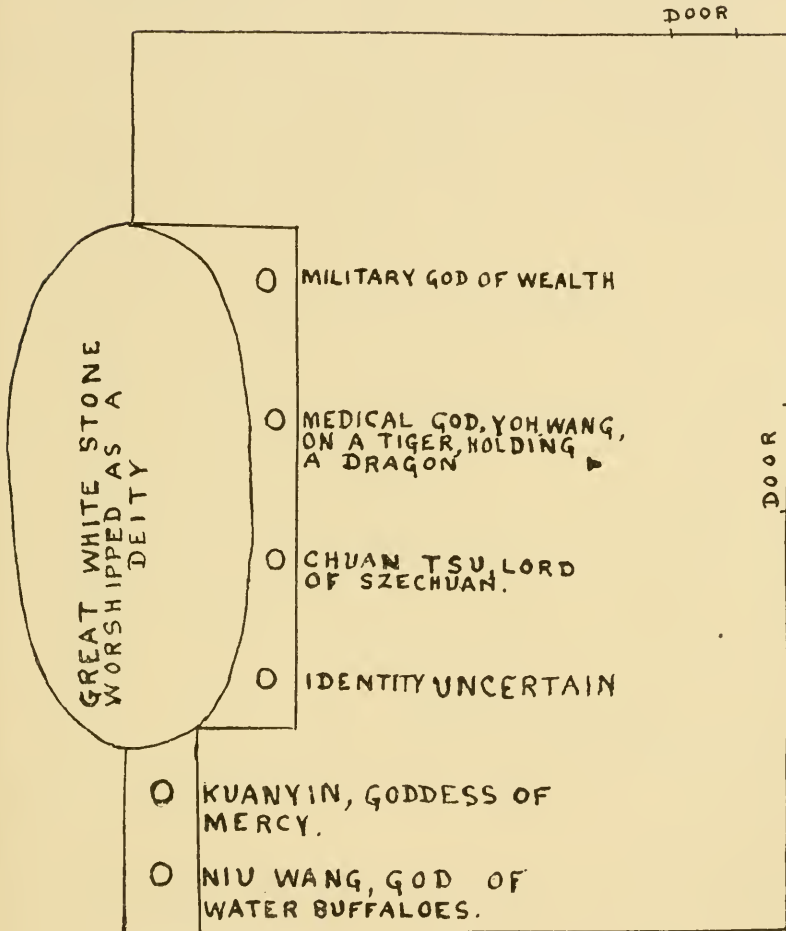 DOOR
MILITARY GOD OF WEALTH
GREAT WHITE STONE
WORSHIPPED AS A
DEITY
MEDICAL GOD, YOH WANG,
ON A TIGER, HOLDING
A DRAGON
DOOR
CHUAN TSU, LORD
OF SZECHUAN.
IDENTITY UNCERTAIN
KUANYIN, GODDESS OF
MERCY.
NIU WANG, GOD OF
WATER BUFFALOES.